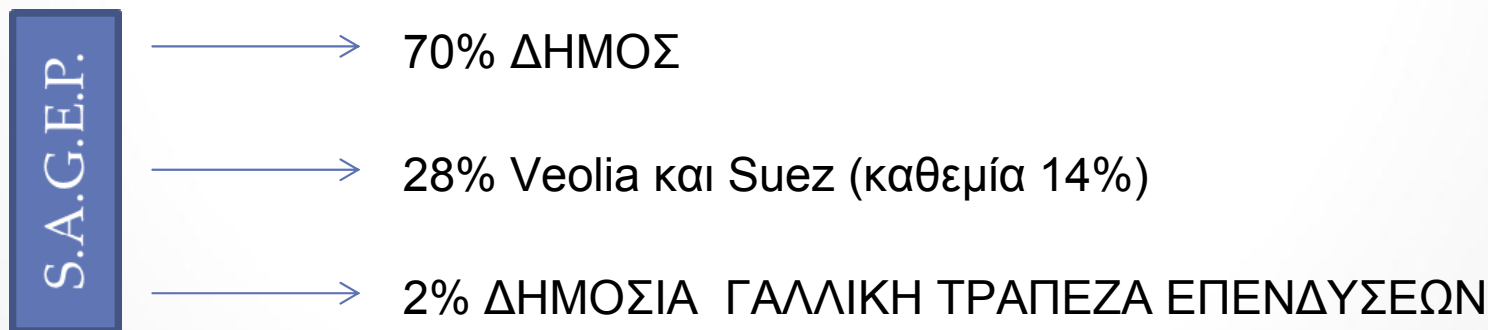 S.A.G.E.P.
70% ΔΗΜΟΣ
28% Veolia και Suez (καθεμία 14%)
2% ΔΗΜΟΣΙΑ ΓΑΛΛΙΚΗ ΤΡΑΠΕΖΑ ΕΠΕΝΔΥΣΕΩΝ